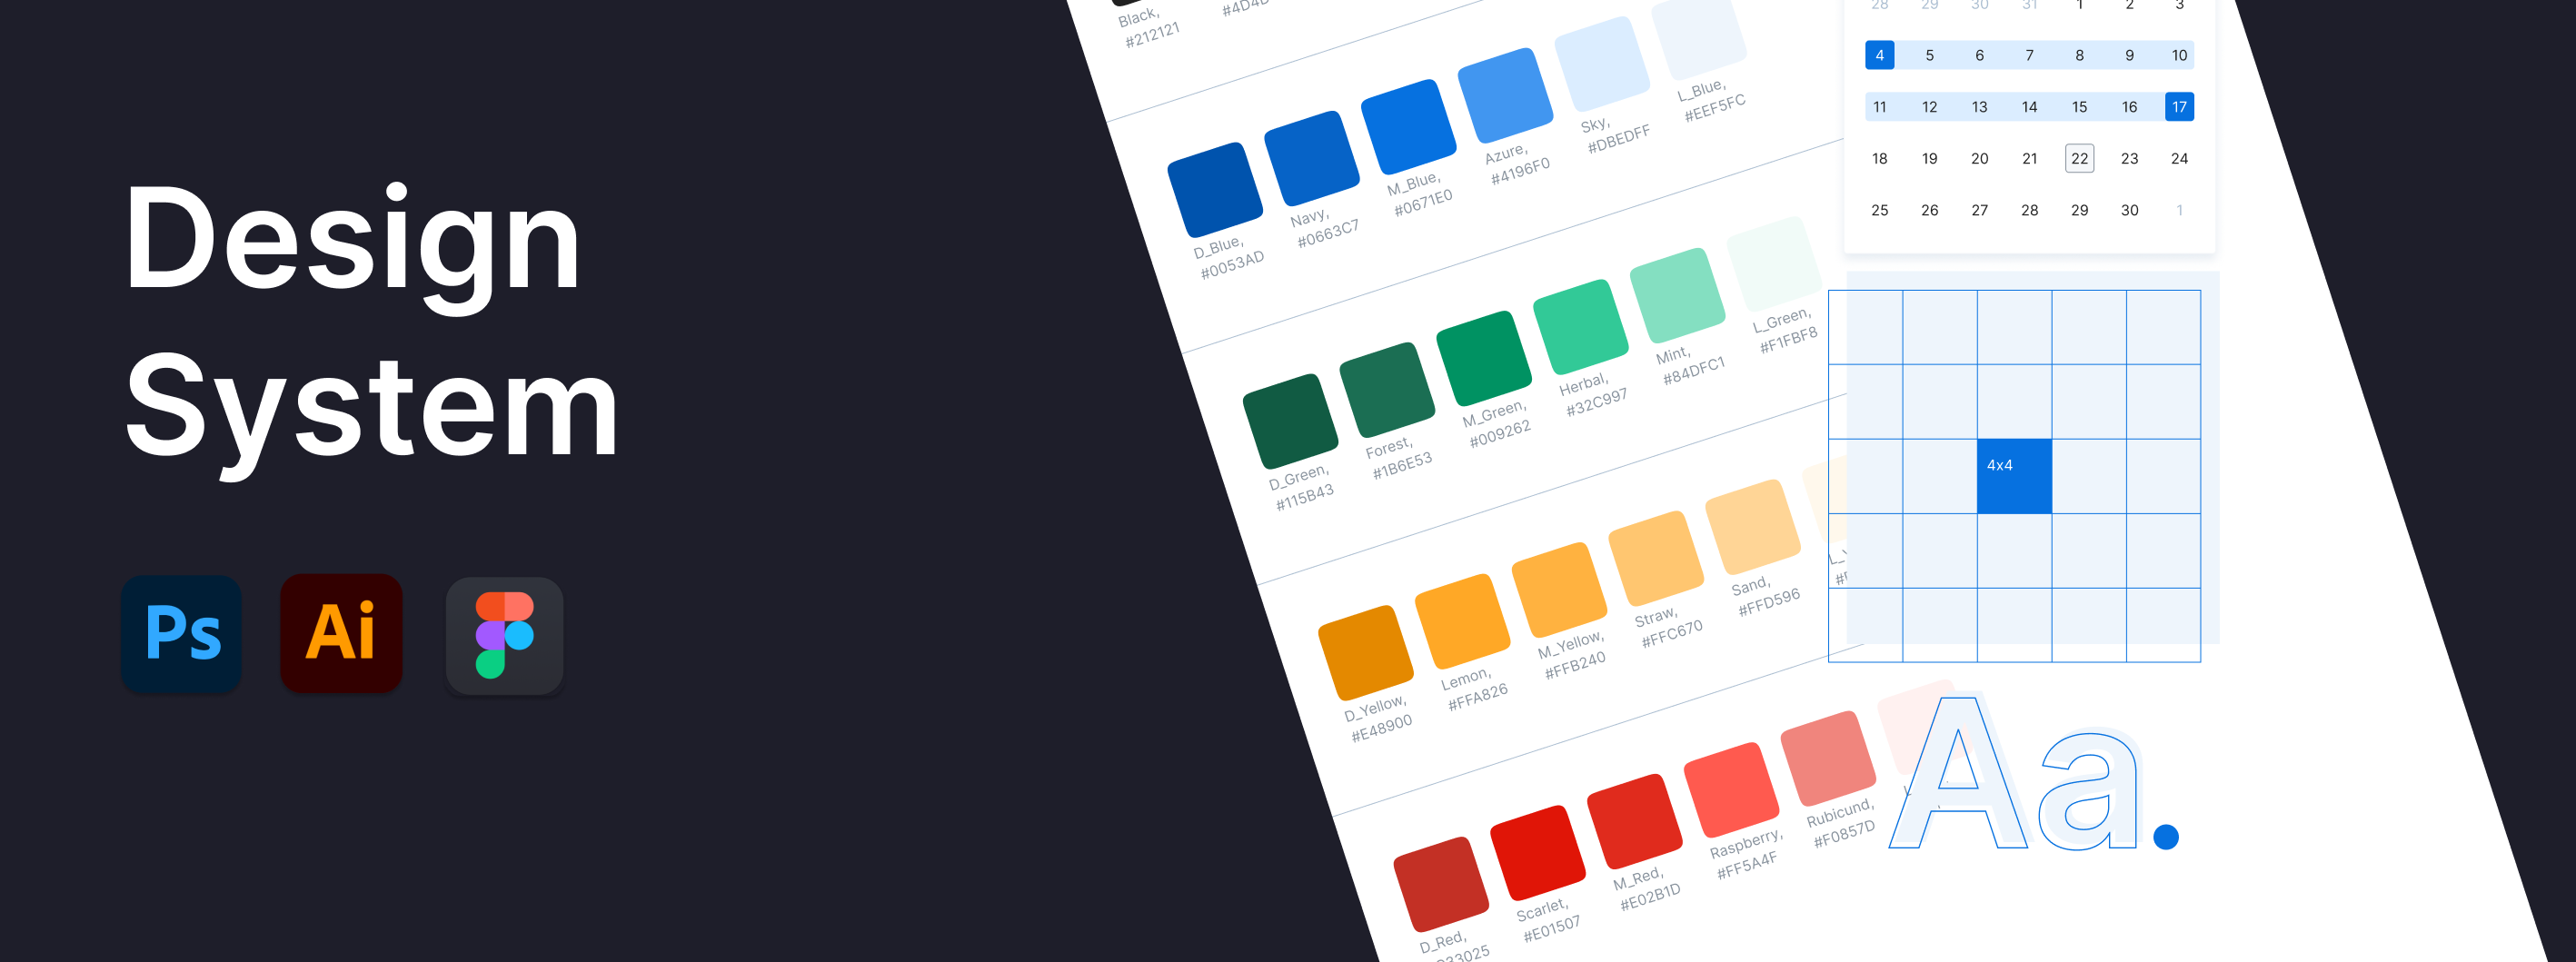 Design
System
Ps
Ai
Black,
#212121
D_Blue,
#0053AD
Navy,
#0663C7
M_Blue,
#0671E0
Azure,
#4196F0
Sky,
#DBEDFF
L_Blue,
#EEF5FC
D_Green,
#115B43
Forest,
#1B6E53
M_Green,
#009262
Herbal,
#32C997
Mint,
#84DFC1
L_Green,
#F1FBF8
D_Yellow,
#E48900
Lemon,
#FFA826
M_Yellow,
#FFB240
Straw,
#FFC670
Sand,
#FFD596
D_Red,
Scarlet,
#E01507
M_Red,
#E02B1D
Raspberry,
#FF5A4F
Rubicund,
#F0857D
28 29 30 31 1 2 3
4 5 6 7 8 9 10
11 12 13 14 15 16 17
18 19 20 21 22 23 24
25 26 27 28 29 30 1
4x4
Aa.